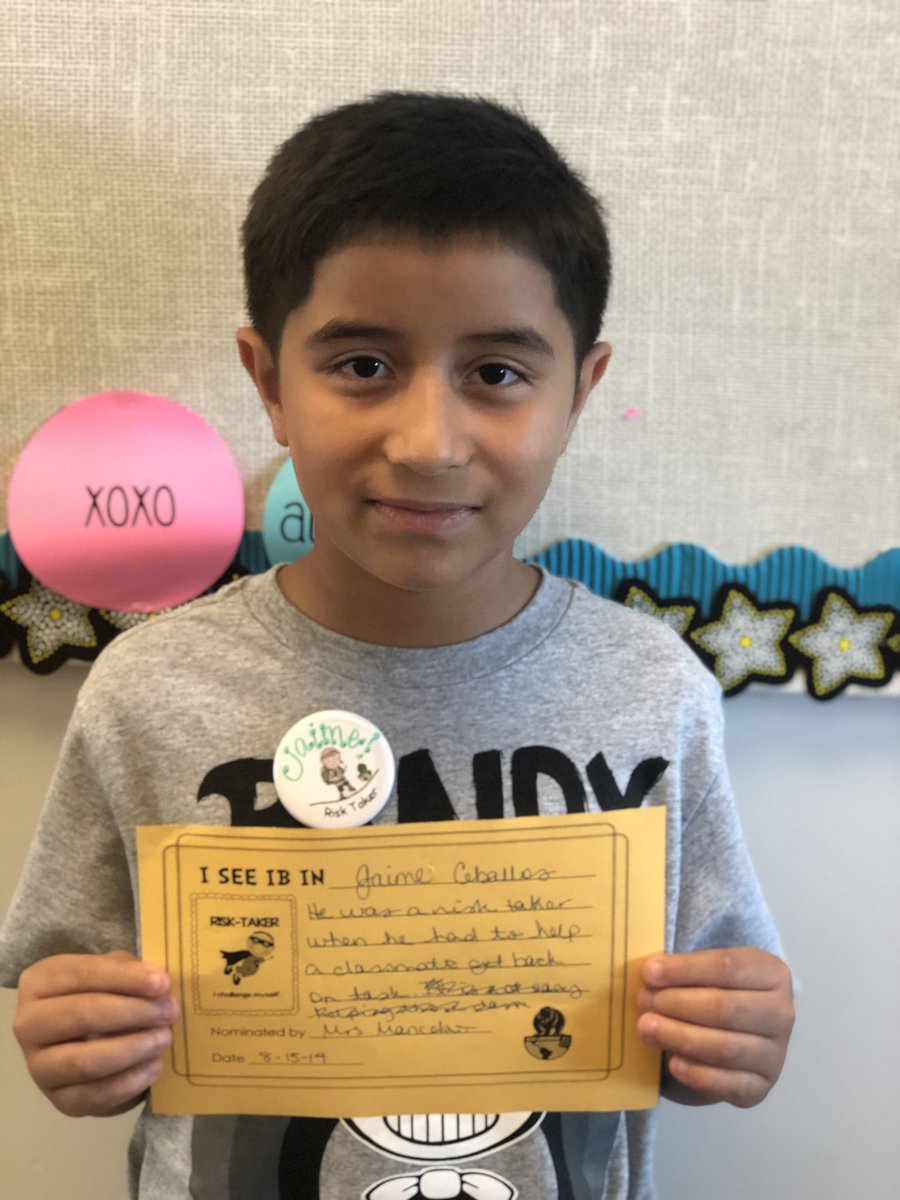 XOXO
Jaime!
Risk Taker
I SEE IB IN Jaime Ceballos
RISK-TAKER
I challenge myself.
He was a risk taker
when he had to help
a classmate get back
on task.
Nominated by Mrs
Date 8-15-19